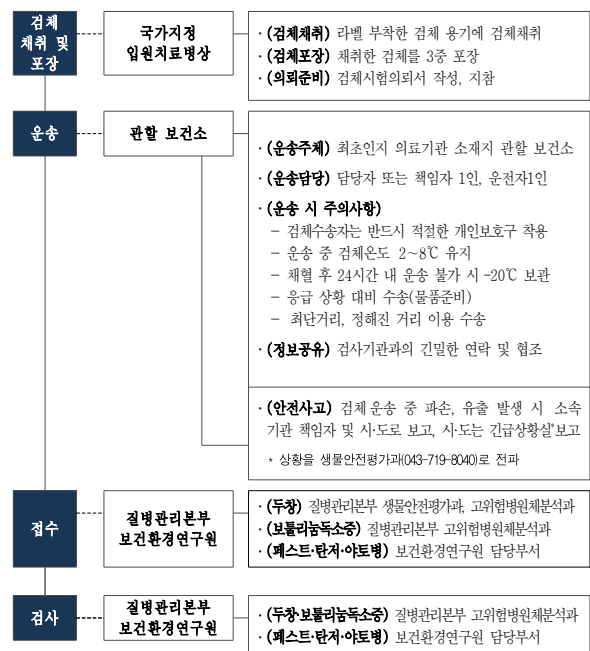 검체
채취 및
포장
국가지정
입원치료병상
· (검체채취) 라벨 부착한 검체 용기에 검체채취
· (검체포장) 채취한 검체를 3중 포장
· (의뢰준비) 검체시험의뢰서 작성, 지참
운송
관할 보건소
· (운송주체) 최초인지 의료기관 소재지 관할 보건소
· (운송담당) 담당자 또는 책임자 1인, 운전자1인
· (운송 시 주의사항)
- 검체수송자는 반드시 적절한 개인보호구 착용
- 운송 중 검체온도 2~8℃ 유지
- 채혈 후 24시간 내 운송 불가 시 -20℃ 보관
- 응급 상황 대비 수송(물품준비)
- 최단거리, 정해진 거리 이용 수송
· (정보공유) 검사기관과의 긴밀한 연락 및 협조
· (안전사고) 검체 운송 중 파손, 유출 발생 시 소속
기관 책임자 및 시·도로 보고, 시·도는 긴급상황실*보고
* 상황을 생물안전평가과(043-719-8040)로 전파
접수
질병관리본부
보건환경연구원
· (두창) 질병관리본부 생물안전평가과, 고위험병원체분석과
· (보툴리눔독소증) 질병관리본부 고위험병원체분석과
· (페스트·탄저·야토병) 보건환경연구원 담당부서
검사
질병관리본부
보건환경연구원
· (두창·보툴리눔독소증) 질병관리본부 고위험병원체분석과
· (페스트·탄저·야토병) 보건환경연구원 담당부서